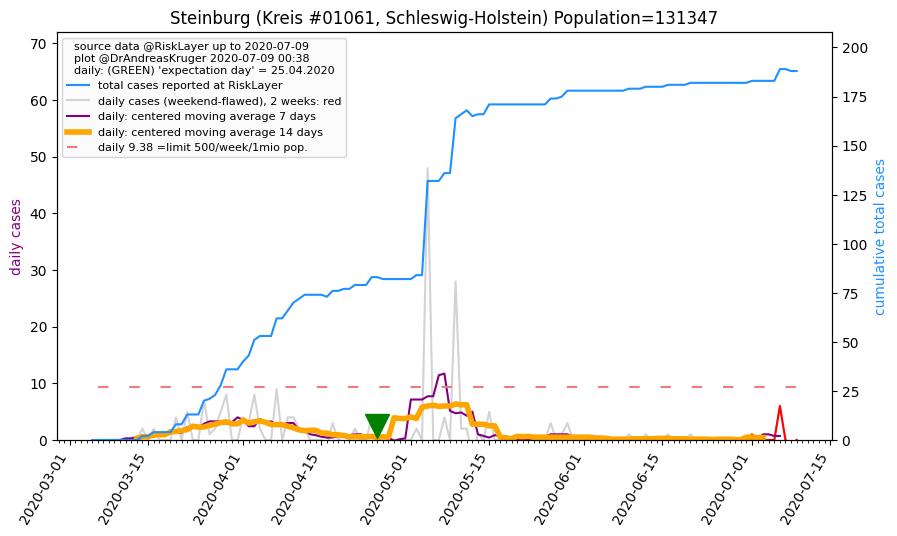 Steinburg (Kreis #01061, Schleswig-Holstein) Population=131347
source data @RiskLayer up to 2020-07-09
plot @DrAndreasKruger 2020-07-09 00:38
daily: (GREEN) 'expectation day' = 25.04.2020
total cases reported at RiskLayer
daily cases (weekend-flawed), 2 weeks: red
daily: centered moving average 7 days
daily: centered moving average 14 days
daily 9.38 =limit 500/week/1mio pop.
daily cases
70
60
50
40
30
20
10
0
cumulative total cases
200
175
150
125
100
75
50
25
0
2020-03-01
2020-03-15
2020-04-01
2020-04-15
2020-05-01
2020-05-15
2020-06-01
2020-06-15
2020-07-01
2020-07-15